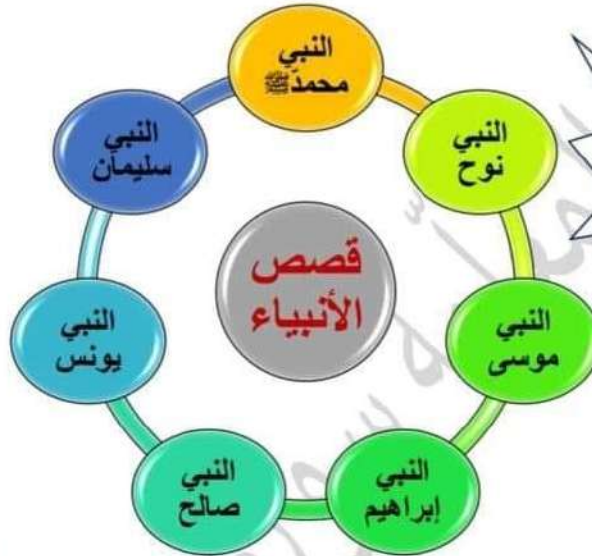 النبي
محمد ﷺ
النبي
نوح
النبي
موسى
النبي
إبراهيم
النبي
صالح
النبي
يونس
النبي
سليمان
قصص
الأنبياء